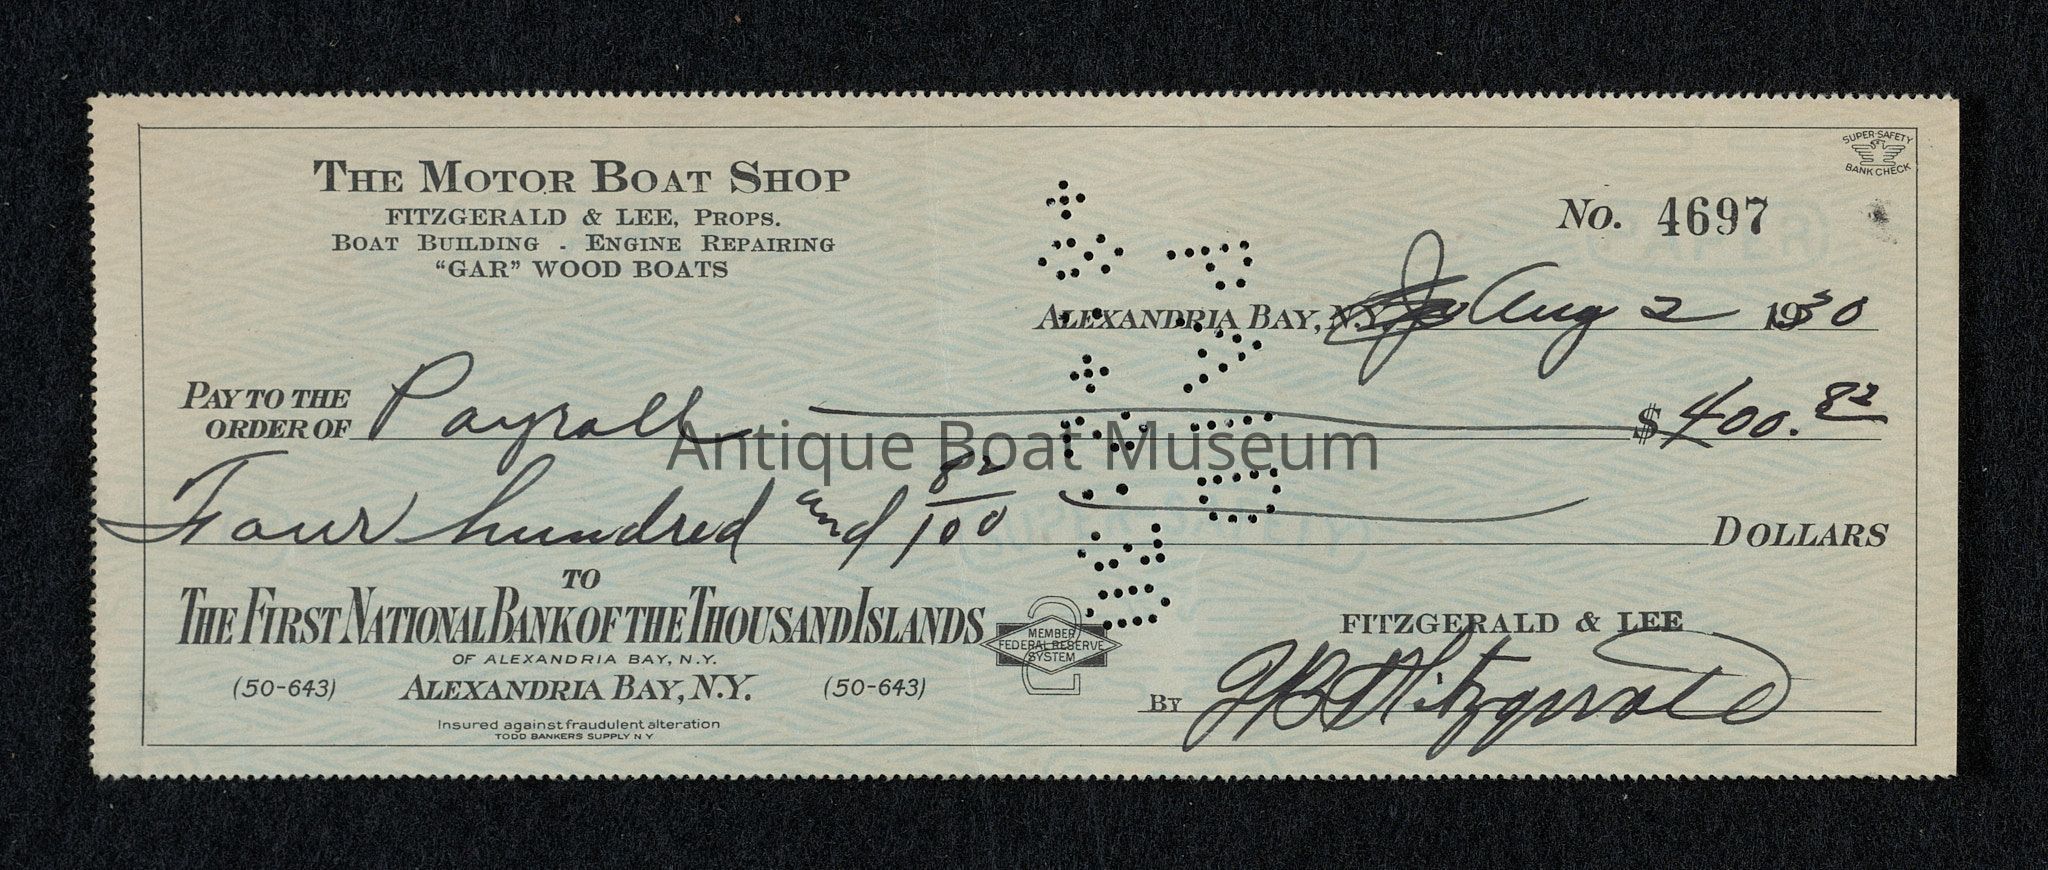 THE MOTOR BOAT SHOP
FITZGERALD & LEE, PROPS.
BOAT BUILDING - ENGINE REPAIRING
"GAR" WOOD BOATS
SUPER-SAFETY
BANK CHECK
No. 4697
ALEXANDRIA BAY, N.Y. Aug 2 1930
PAY TO THE
ORDER OF Payroll $ 400. 82
Antique Boat Museum
Four hundred and 82/100 DOLLARS
TO
THE FIRST NATIONAL BANK OF THE THOUSAND ISLANDS
OF ALEXANDRIA BAY, N.Y.
(50-643) ALEXANDRIA BAY, N.Y. (50-643)
Insured against fraudulent alteration
TODD BANKERS SUPPLY N Y
MEMBER
FEDERAL RESERVE
SYSTEM
FITZGERALD & LEE
BY Fitzgerald